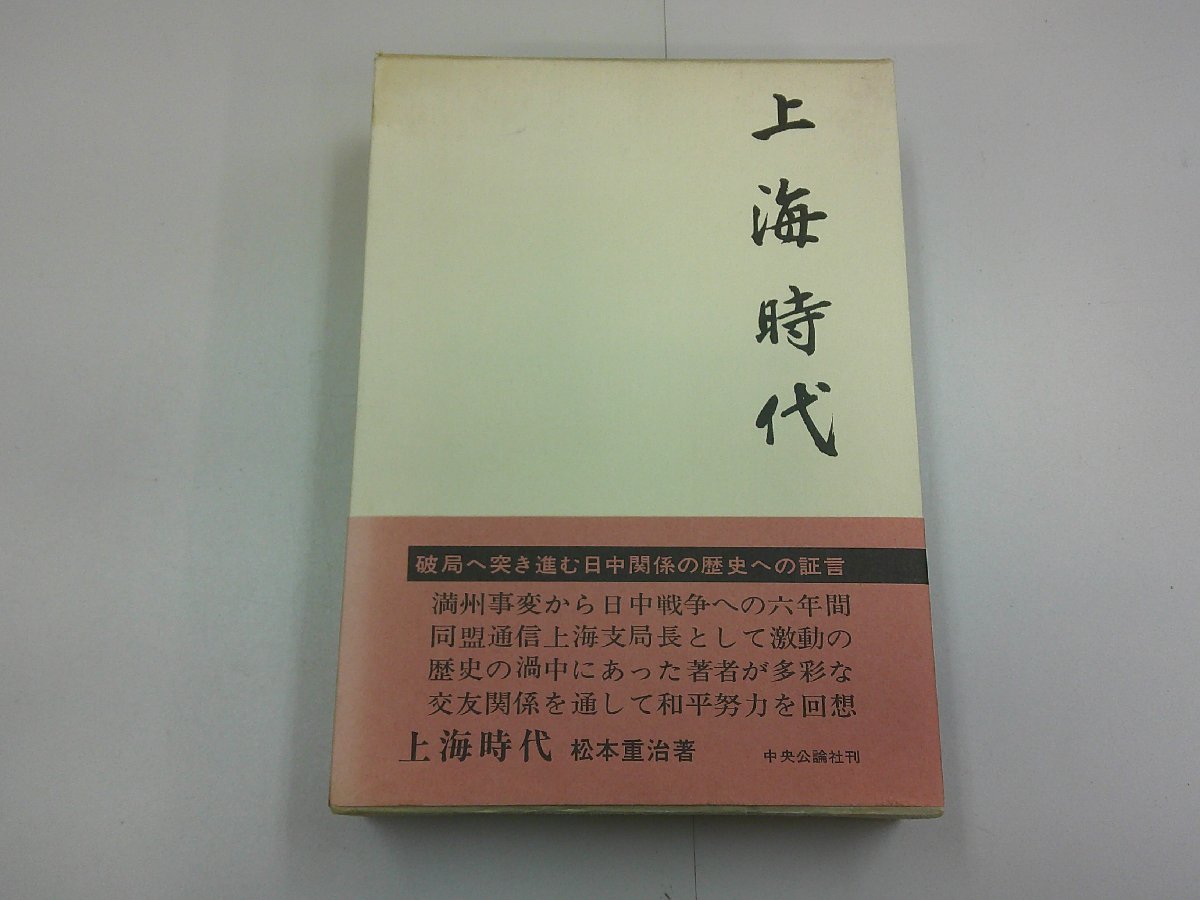 上海時代
破局へ突き進む日中関係の歴史への証言
満州事変から日中戦争への六年間
同盟通信上海支局長として激動の
歴史の渦中にあった著者が多彩な
交友関係を通して和平努力を回想
上海時代 松本重治著 中央公論社刊